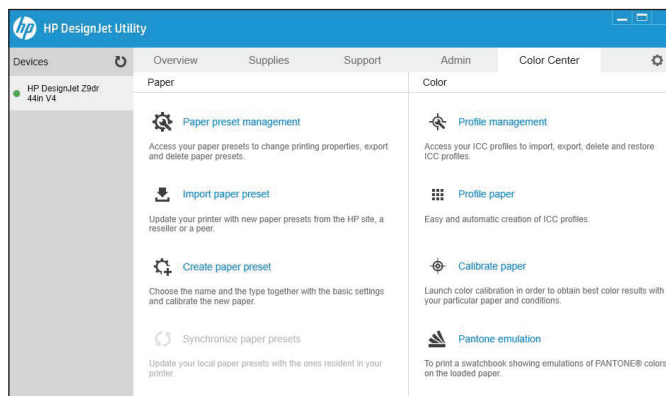 hp HP DesignJet Utility
Devices
HP DesignJet Z9dr
44in V4
Overview Supplies Support Admin Color Center
Paper
Paper preset management
Access your paper presets to change printing properties, export
and delete paper presets.
Import paper preset
Update your printer with new paper presets from the HP site, a
reseller or a peer.
Create paper preset
Choose the name and the type together with the basic settings
and calibrate the new paper.
Synchronize paper presets
Update your local paper presets with the ones resident in your
printer.
Color
Profile management
Access your ICC profiles to import, export, delete and restore
ICC profiles.
Profile paper
Easy and automatic creation of ICC profiles.
Calibrate paper
Launch color calibration in order to obtain best color results with
your particular paper and conditions.
Pantone emulation
To print a swatchbook showing emulations of PANTONE® colors
on the loaded paper.